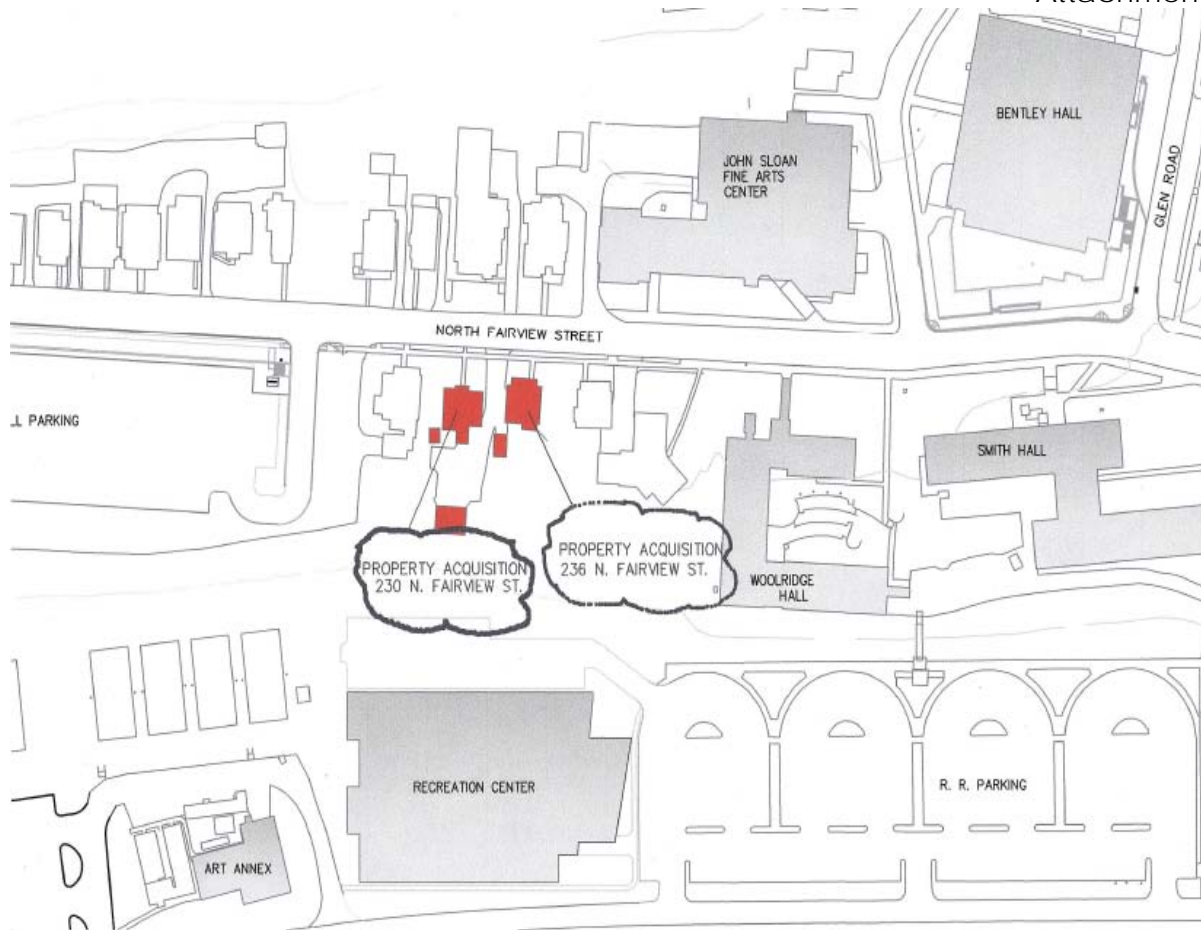 BENTLEY HALL
JOHN SLOAN
FINE ARTS
CENTER
GLEN ROAD
NORTH FAIRVIEW STREET
PARKING
SMITH HALL
PROPERTY ACQUISITION
230 N. FAIRVIEW ST.
PROPERTY ACQUISITION
236 N. FAIRVIEW ST.
WOOLRIDGE
HALL
RECREATION CENTER
R. R. PARKING
ART ANNEX